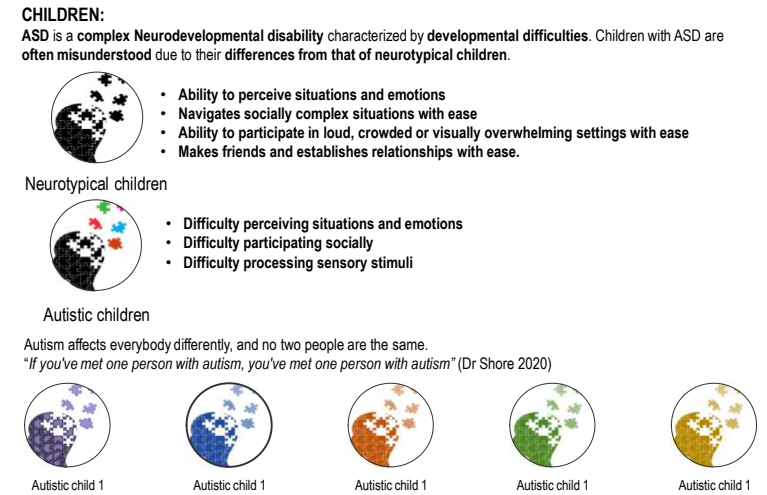 CHILDREN:
ASD is a complex Neurodevelopmental disability characterized by developmental difficulties. Children with ASD are
often misunderstood due to their differences from that of neurotypical children.
• Ability to perceive situations and emotions
• Navigates socially complex situations with ease
• Ability to participate in loud, crowded or visually overwhelming settings with ease
• Makes friends and establishes relationships with ease.
Neurotypical children
• Difficulty perceiving situations and emotions
• Difficulty participating socially
• Difficulty processing sensory stimuli
Autistic children
Autism affects everybody differently, and no two people are the same.
“If you've met one person with autism, you've met one person with autism” (Dr Shore 2020)
Autistic child 1 Autistic child 1 Autistic child 1 Autistic child 1 Autistic child 1